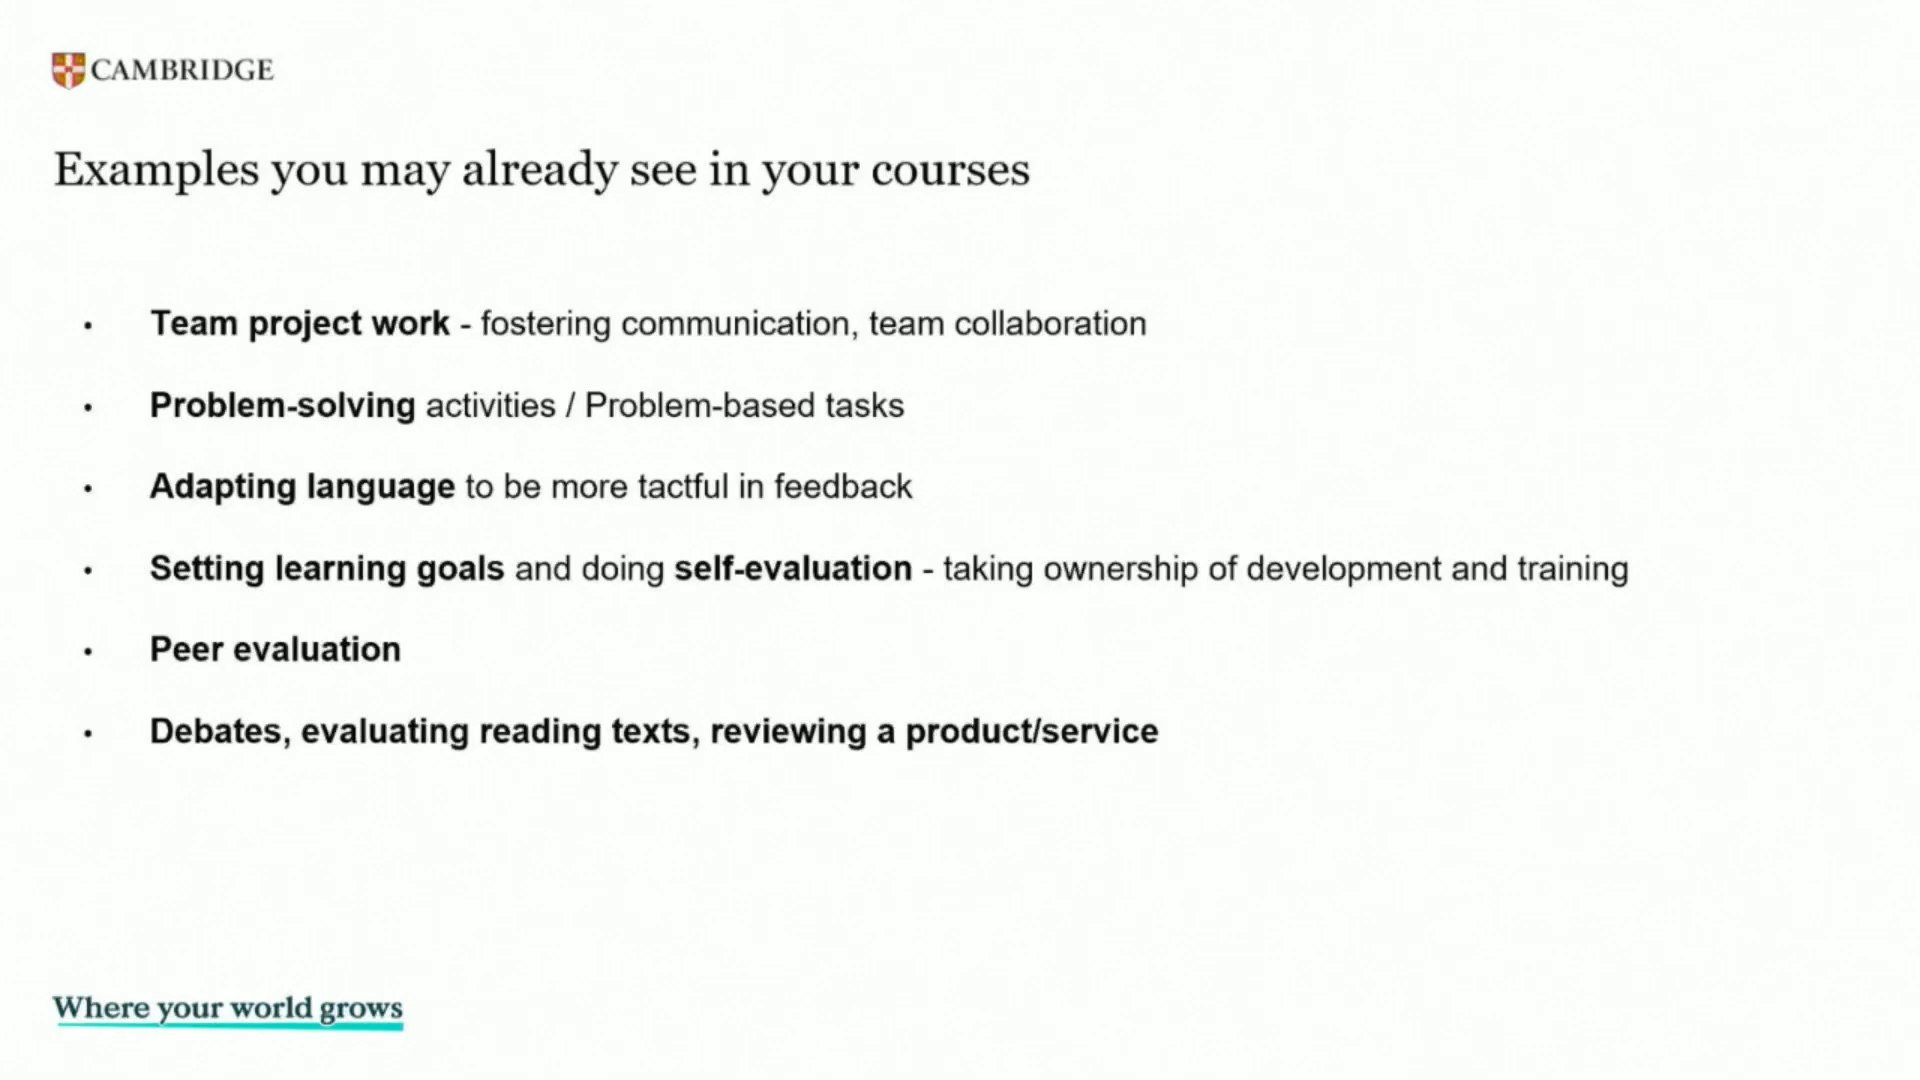 CAMBRIDGE
Examples you may already see in your courses
• Team project work - fostering communication, team collaboration
• Problem-solving activities / Problem-based tasks
• Adapting language to be more tactful in feedback
• Setting learning goals and doing self-evaluation - taking ownership of development and training
• Peer evaluation
• Debates, evaluating reading texts, reviewing a product/service
Where your world grows